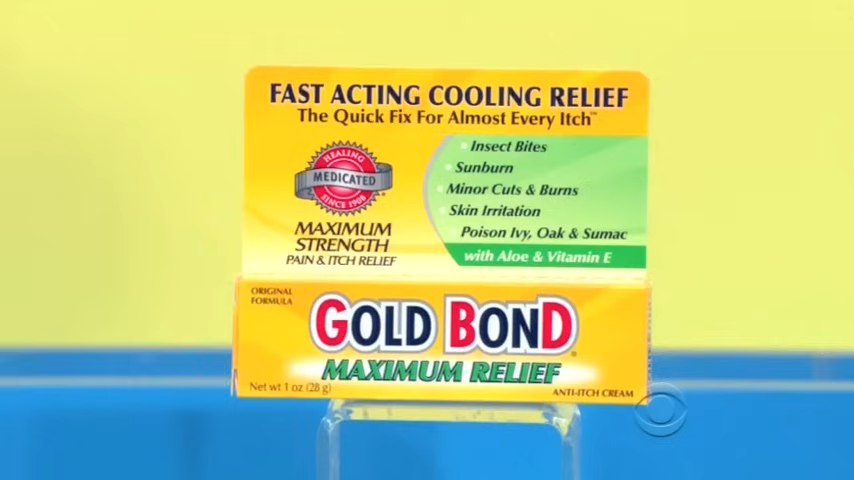 FAST ACTING COOLING RELIEF
The Quick Fix For Almost Every Itch™
HEALING
MEDICATED
SINCE 1908
MAXIMUM
STRENGTH
PAIN & ITCH RELIEF
• Insect Bites
• Sunburn
• Minor Cuts & Burns
• Skin Irritation
• Poison Ivy, Oak & Sumac
with Aloe & Vitamin E
ORIGINAL
FORMULA
GOLD BOND®
MAXIMUM RELIEF
Net wt 1 oz (28 g)
ANTI-ITCH CREAM